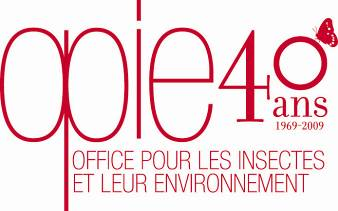 opie 40
ans
1969-2009
OFFICE POUR LES INSECTES
ET LEUR ENVIRONNEMENT